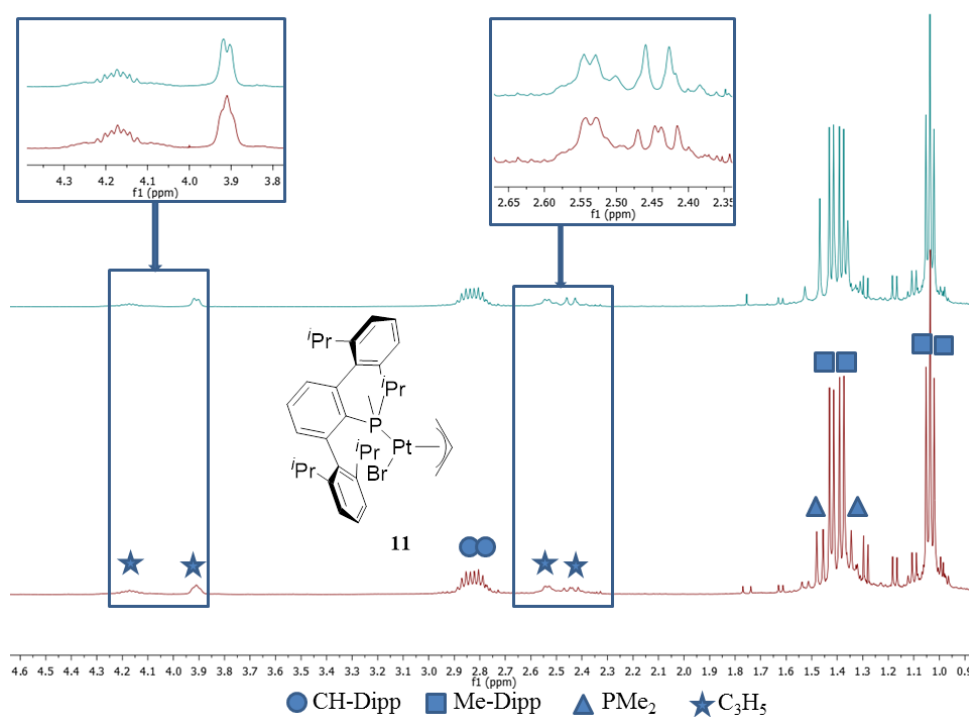 4.3 4.2 4.1 4.0 3.9 3.8
f1 (ppm)
2.65 2.60 2.55 2.50 2.45 2.40 2.35
f1 (ppm)
iPr
iPr
P
Pt
iPr
Br
iPr
11
4.6 4.5 4.4 4.3 4.2 4.1 4.0 3.9 3.8 3.7 3.6 3.5 3.4 3.3 3.2 3.1 3.0 2.9 2.8 2.7 2.6 2.5 2.4 2.3 2.2 2.1 2.0 1.9 1.8 1.7 1.6 1.5 1.4 1.3 1.2 1.1 1.0 0.9
f1 (ppm)
CH-Dipp Me-Dipp PMe₂ C₃H₅